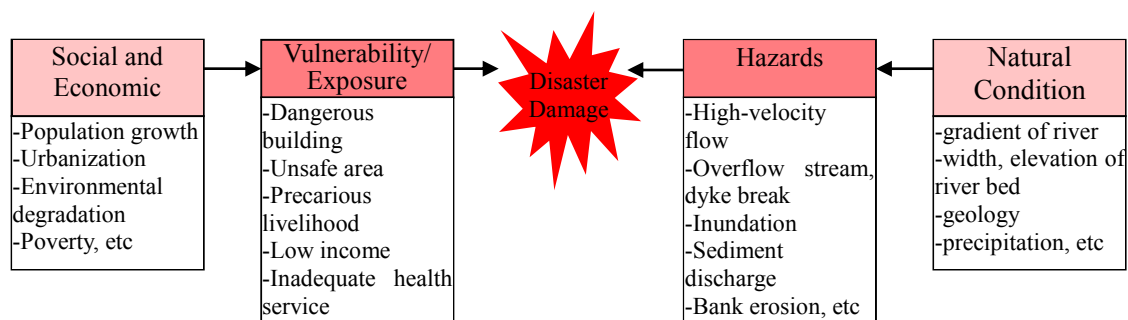 Social and
Economic
-Population growth
-Urbanization
-Environmental
degradation
-Poverty, etc
Vulnerability/
Exposure
-Dangerous
building
-Unsafe area
-Precarious
livelihood
-Low income
-Inadequate health
service
Disaster
Damage
Hazards
-High-velocity
flow
-Overflow stream,
dyke break
-Inundation
-Sediment
discharge
-Bank erosion, etc
Natural
Condition
-gradient of river
-width, elevation of
river bed
-geology
-precipitation, etc